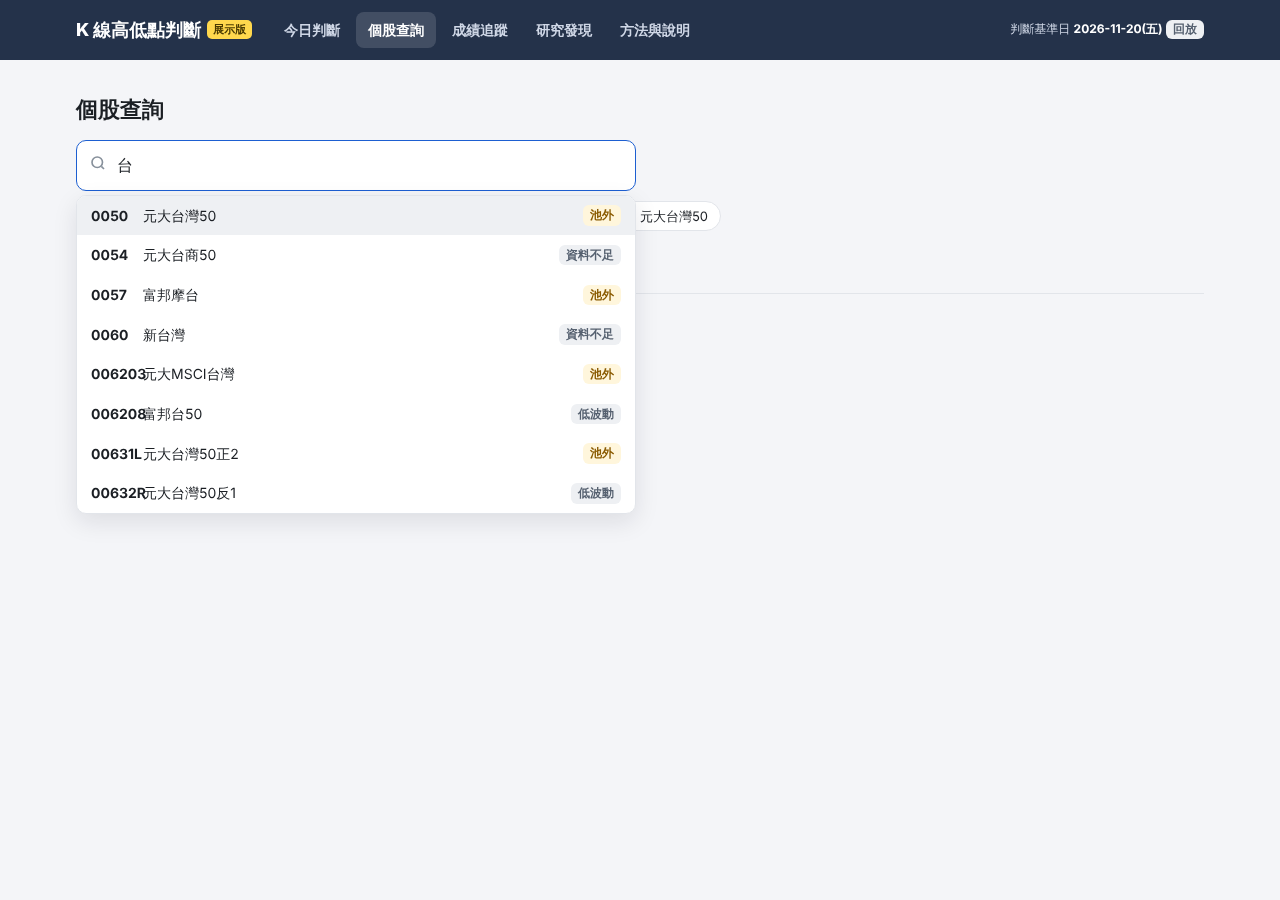 K 線高低點判斷 展示版 今日判斷 個股查詢 成績追蹤 研究發現 方法與說明 判斷基準日 2026-11-20(五) 回放
個股查詢
台
0050 元大台灣50 池外
元大台灣50
0054 元大台商50 資料不足
0057 富邦摩台 池外
0060 新台灣 資料不足
006203 元大MSCI台灣 池外
006208 富邦台50 低波動
00631L 元大台灣50正2 池外
00632R 元大台灣50反1 低波動